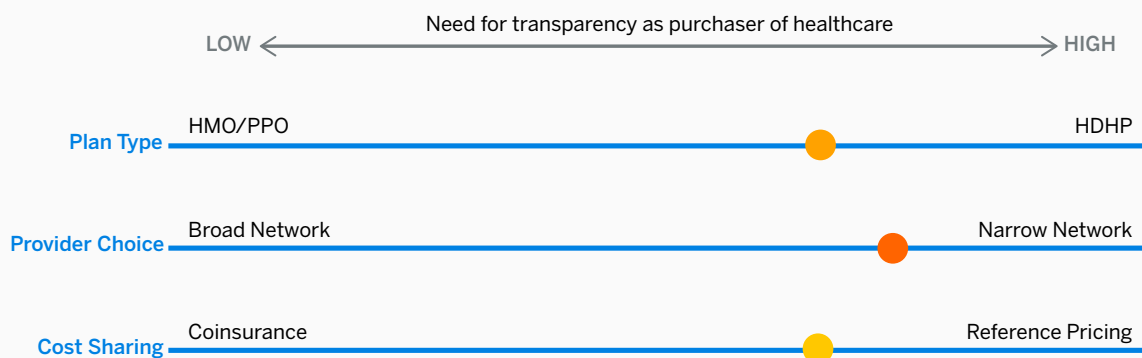 Need for transparency as purchaser of healthcare
LOW HIGH
HMO/PPO HDHP
Plan Type
Broad Network Narrow Network
Provider Choice
Coinsurance Reference Pricing
Cost Sharing